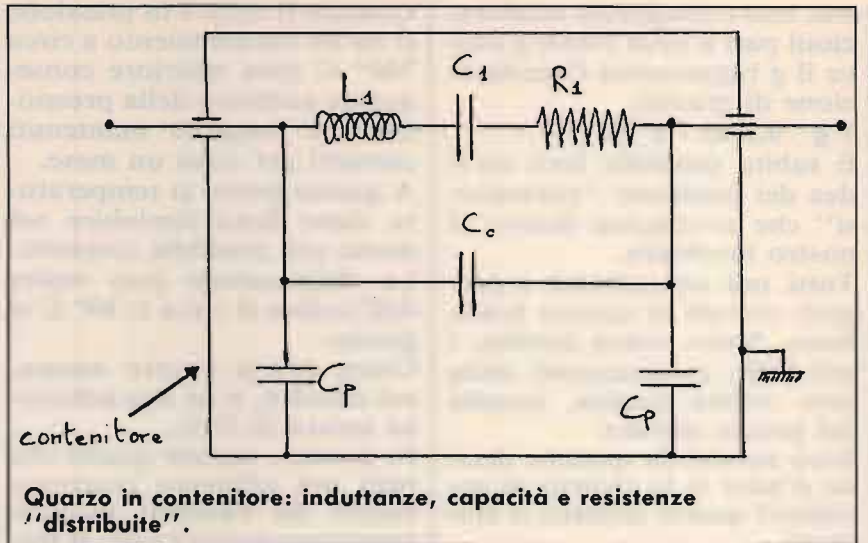 C1
L1
R1
Cc
Cp
Cp
contenitore
Quarzo in contenitore: induttanze, capacità e resistenze
"distribuite".